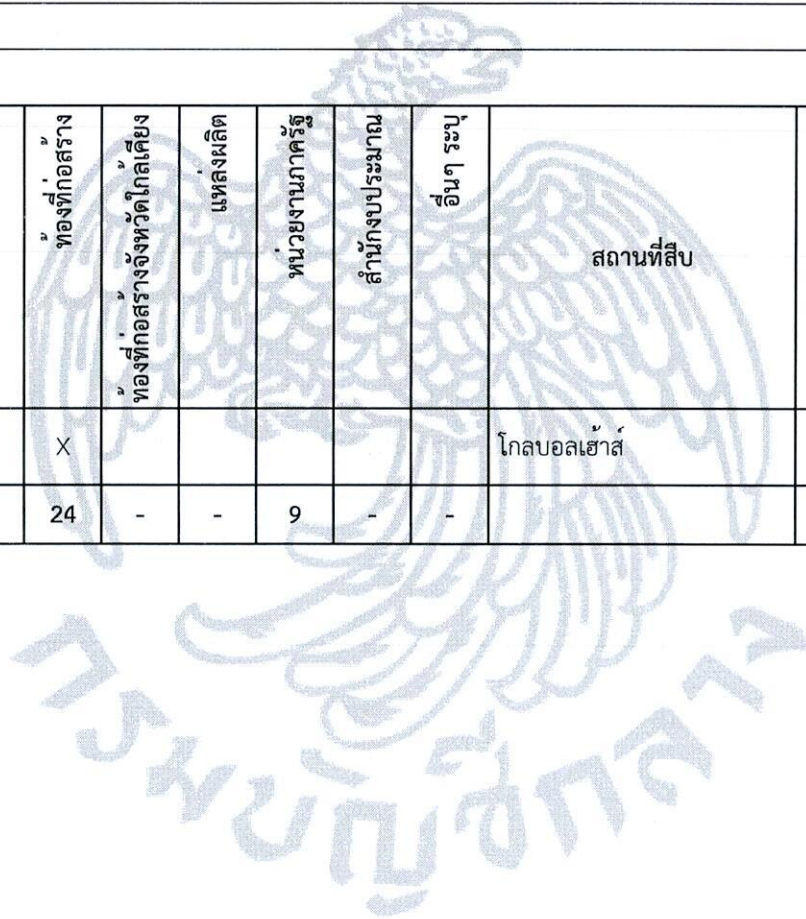 ท้องที่ก่อสร้าง
ท้องที่ก่อสร้างจังหวัดใกล้เคียง
แหล่งผลิต
หน่วยงานภาครัฐ
สำนักงบประมาณ
อื่นๆ ระบุ
สถานที่สืบ
X โกลบอลเฮ้าส์
24 - - 9 - -
กรมบัญชีกลาง